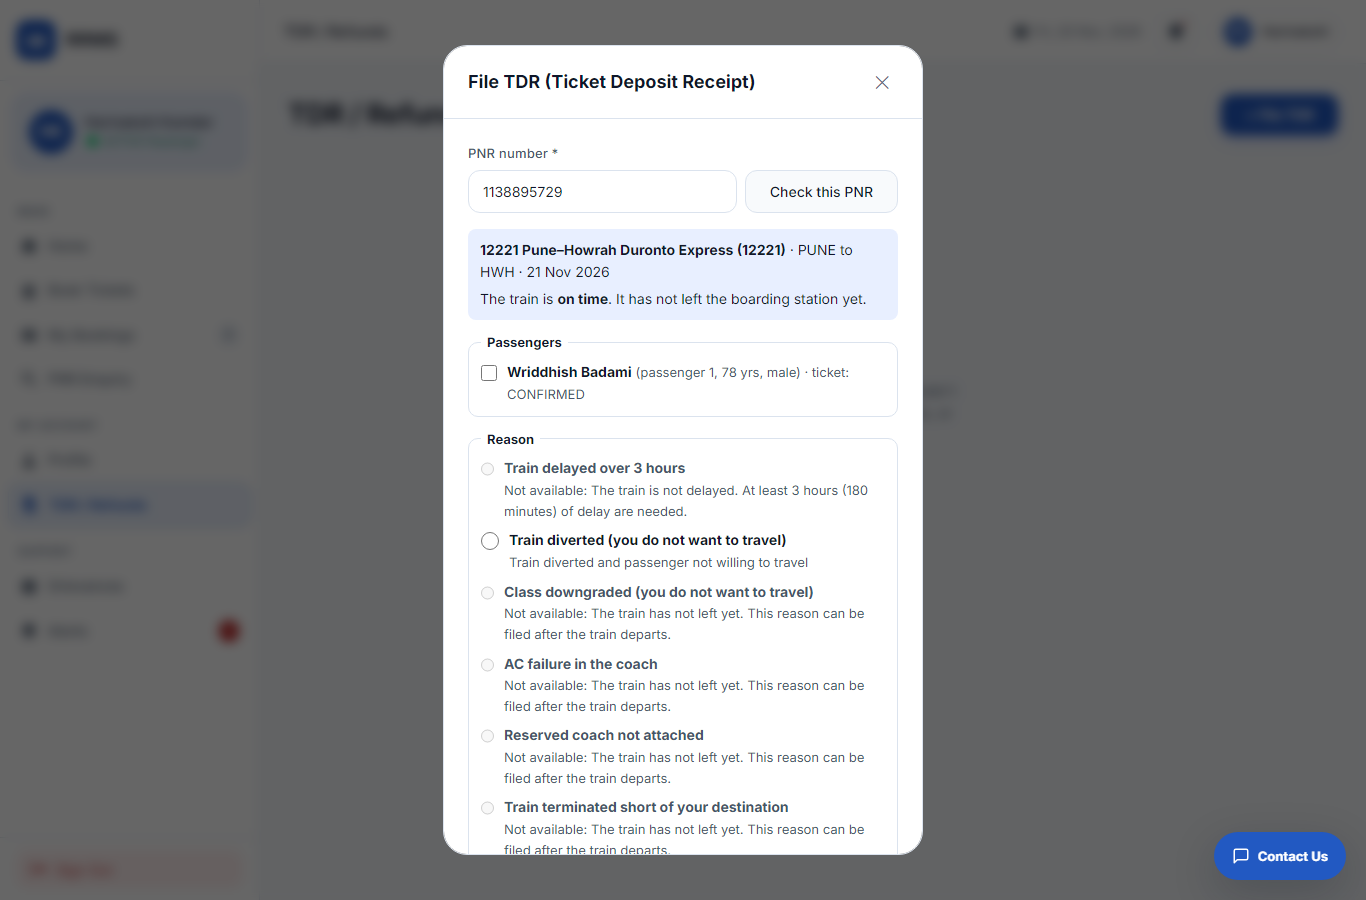 File TDR (Ticket Deposit Receipt)
PNR number *
1138895729
Check this PNR
12221 Pune–Howrah Duronto Express (12221) · PUNE to
HWH · 21 Nov 2026
The train is on time. It has not left the boarding station yet.
Passengers
Wriddhish Badami (passenger 1, 78 yrs, male) · ticket:
CONFIRMED
Reason
Train delayed over 3 hours
Not available: The train is not delayed. At least 3 hours (180
minutes) of delay are needed.
Train diverted (you do not want to travel)
Train diverted and passenger not willing to travel
Class downgraded (you do not want to travel)
Not available: The train has not left yet. This reason can be
filed after the train departs.
AC failure in the coach
Not available: The train has not left yet. This reason can be
filed after the train departs.
Reserved coach not attached
Not available: The train has not left yet. This reason can be
filed after the train departs.
Train terminated short of your destination
Not available: The train has not left yet. This reason can be
filed after the train departs.
TDR / Refun
Contact Us